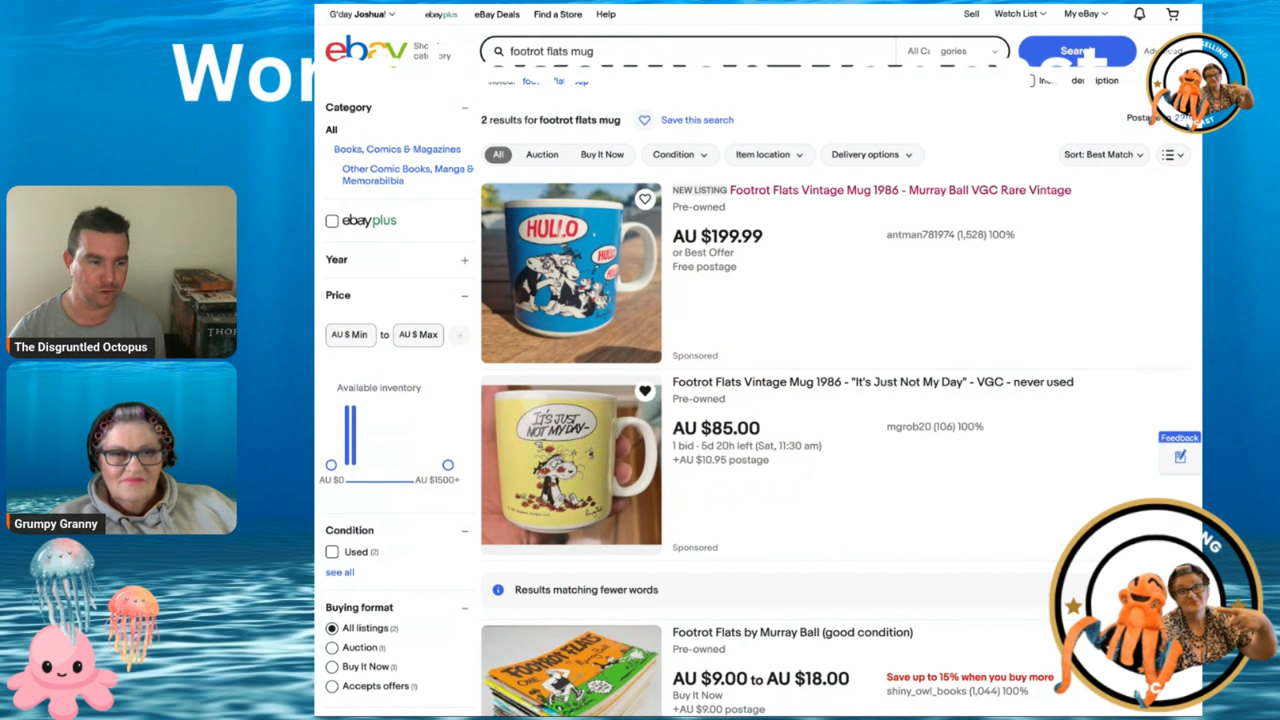 Wor
G'day Joshua!
ebayplus
eBay Deals
Find a Store
Help
Sell
Watch List
My eBay
ebay
footrot flats mug
Search
Category
All
Books, Comics & Magazines
Other Comic Books, Manga &
Memorabilbia
ebayplus
Year
Price
AU $ Min to AU $ Max
Available inventory
AU $0
AU $1500+
Condition
Used (2)
see all
Buying format
All listings (2)
Auction (1)
Buy It Now (1)
Accepts offers (1)
2 results for footrot flats mug
Save this search
All
Auction
Buy It Now
Condition
Item location
Delivery options
Sort: Best Match
HULLO
NEW LISTING Footrot Flats Vintage Mug 1986 - Murray Ball VGC Rare Vintage
Pre-owned
AU $199.99
or Best Offer
Free postage
antman781974 (1,528) 100%
Sponsored
IT'S JUST
NOT MY DAY-
Footrot Flats Vintage Mug 1986 - "It's Just Not My Day" - VGC - never used
Pre-owned
AU $85.00
1 bid · 5d 20h left (Sat, 11:30 am)
+AU $10.95 postage
mgrob20 (106) 100%
Sponsored
Feedback
Results matching fewer words
FOOTROT FLATS
Footrot Flats by Murray Ball (good condition)
Pre-owned
AU $9.00 to AU $18.00
Buy It Now
+AU $9.00 postage
Save up to 15% when you buy more
shiny_owl_books (1,044) 100%
The Disgruntled Octopus
Grumpy Granny